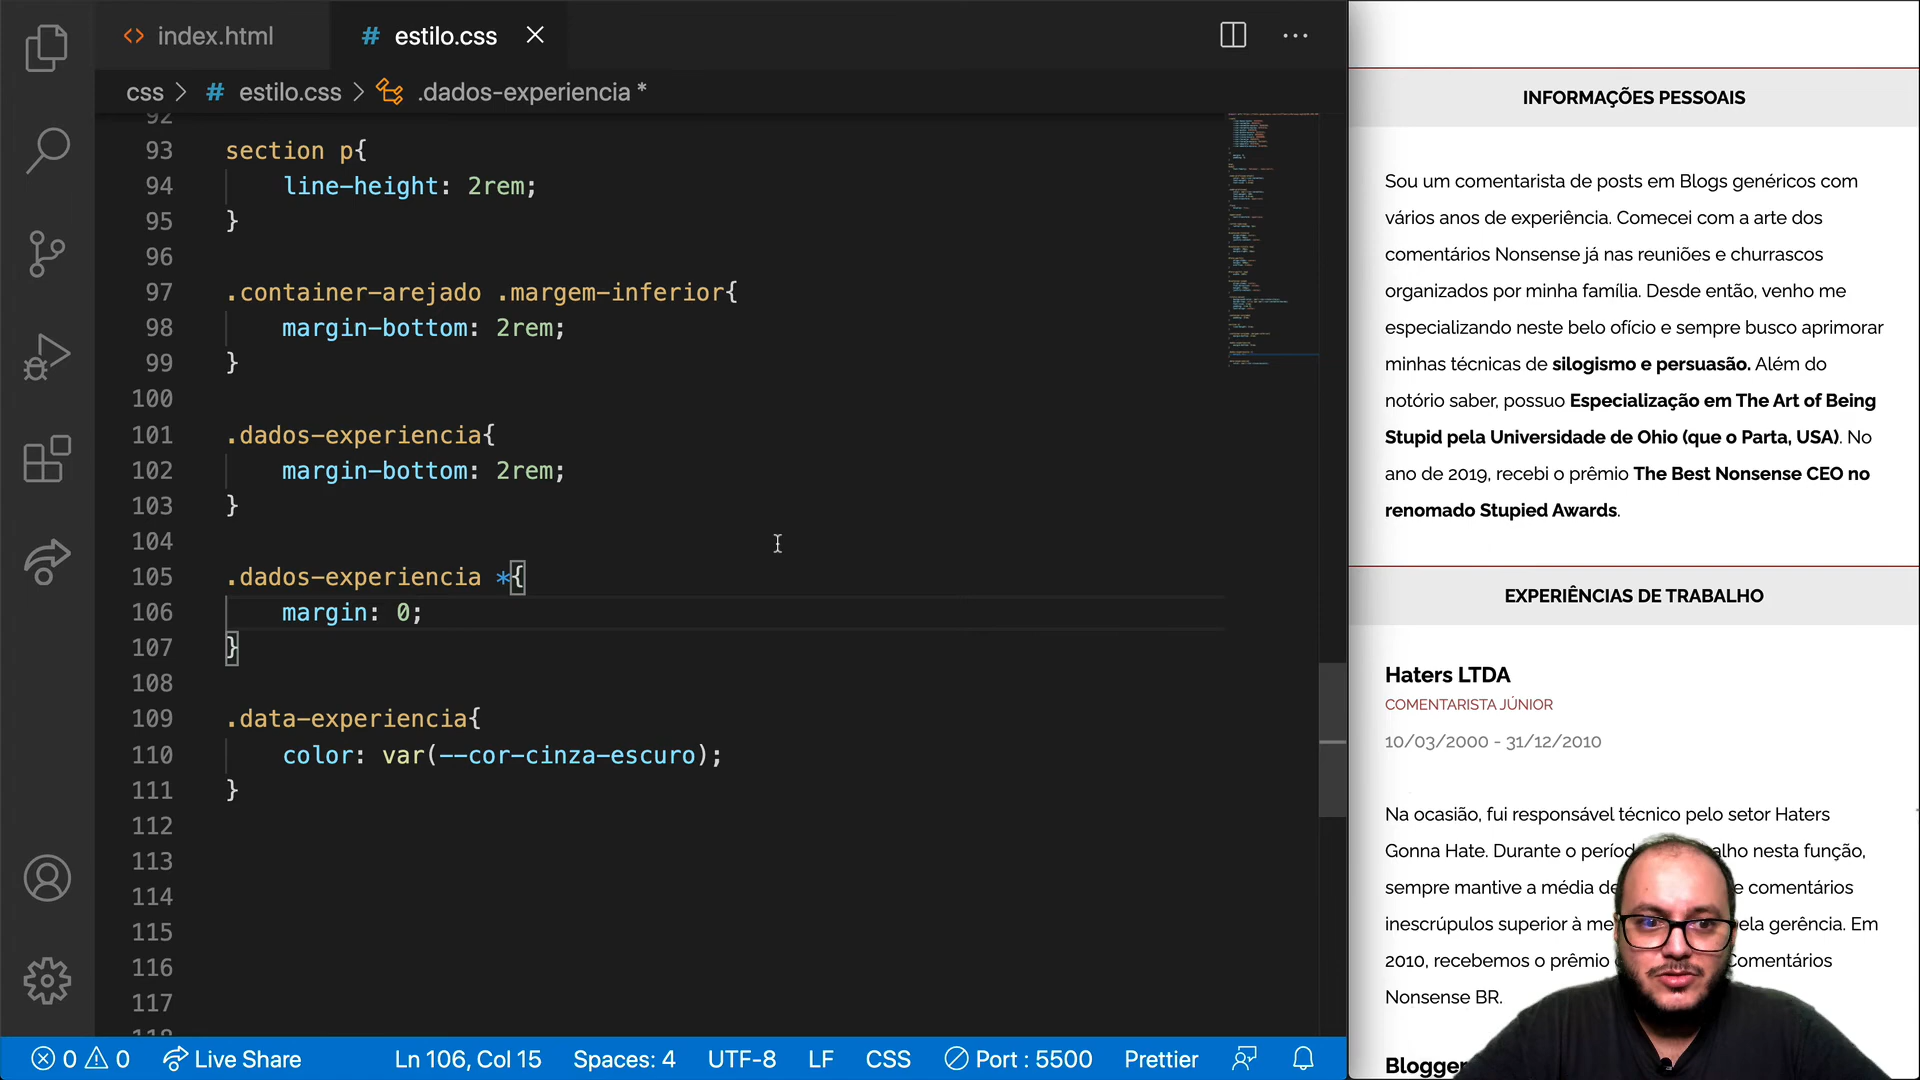 index.html
estilo.css
css > # estilo.css > .dados-experiencia *
92
93 section p{
94 line-height: 2rem;
95 }
96
97 .container-arejado .margem-inferior{
98 margin-bottom: 2rem;
99 }
100
101 .dados-experiencia{
102 margin-bottom: 2rem;
103 }
104
105 .dados-experiencia *{
106 margin: 0;
107 }
108
109 .data-experiencia{
110 color: var(--cor-cinza-escuro);
111 }
112
113
114
115
116
117
118
0 0 Live Share Ln 106, Col 15 Spaces: 4 UTF-8 LF CSS Port : 5500 Prettier
INFORMAÇÕES PESSOAIS
Sou um comentarista de posts em Blogs genéricos com
vários anos de experiência. Comecei com a arte dos
comentários Nonsense já nas reuniões e churrascos
organizados por minha família. Desde então, venho me
especializando neste belo ofício e sempre busco aprimorar
minhas técnicas de silogismo e persuasão. Além do
notório saber, possuo Especialização em The Art of Being
Stupid pela Universidade de Ohio (que o Parta, USA). No
ano de 2019, recebi o prêmio The Best Nonsense CEO no
renomado Stupied Awards.
EXPERIÊNCIAS DE TRABALHO
Haters LTDA
COMENTARISTA JÚNIOR
10/03/2000 - 31/12/2010
Na ocasião, fui responsável técnico pelo setor Haters
Gonna Hate. Durante o nesta função,
sempre mantive a média comentários
inescrúpulos superior à gerência. Em
2010, recebemos o prêmio Comentários
Nonsense BR.
Blogger